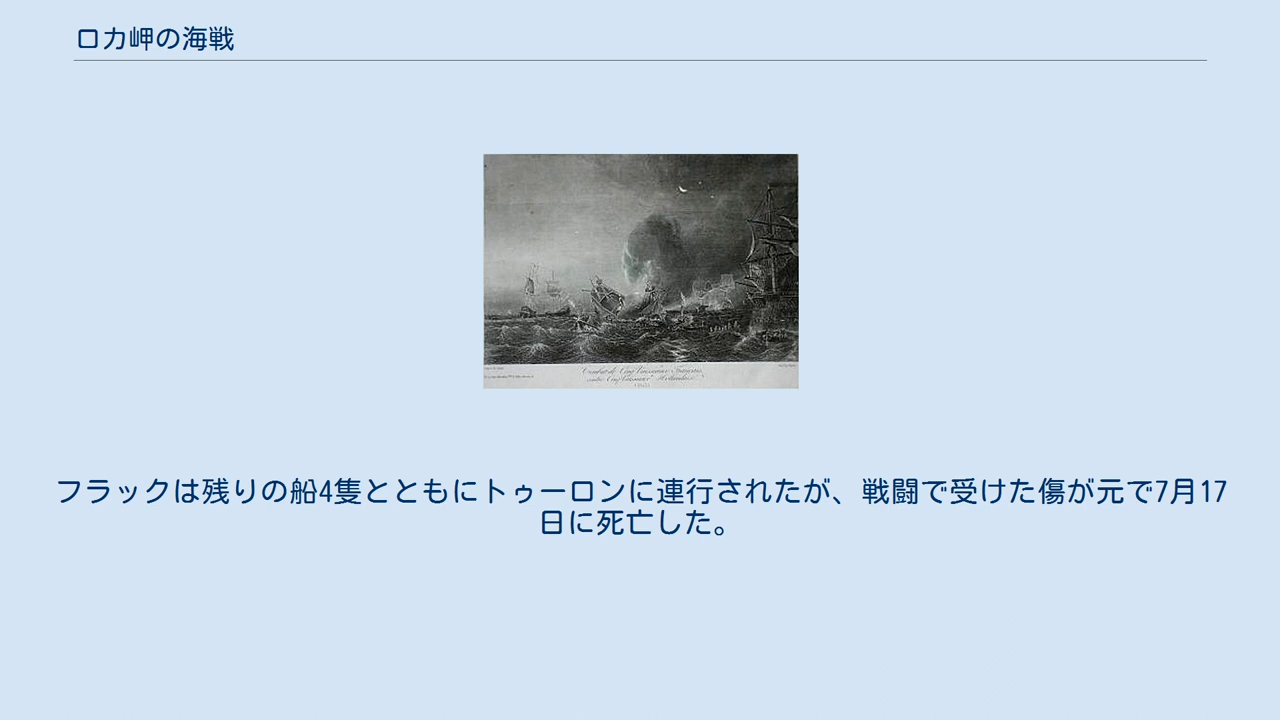 ロカ岬の海戦
フラックは残りの船4隻とともにトゥーロンに連行されたが、戦闘で受けた傷が元で7月17
日に死亡した。